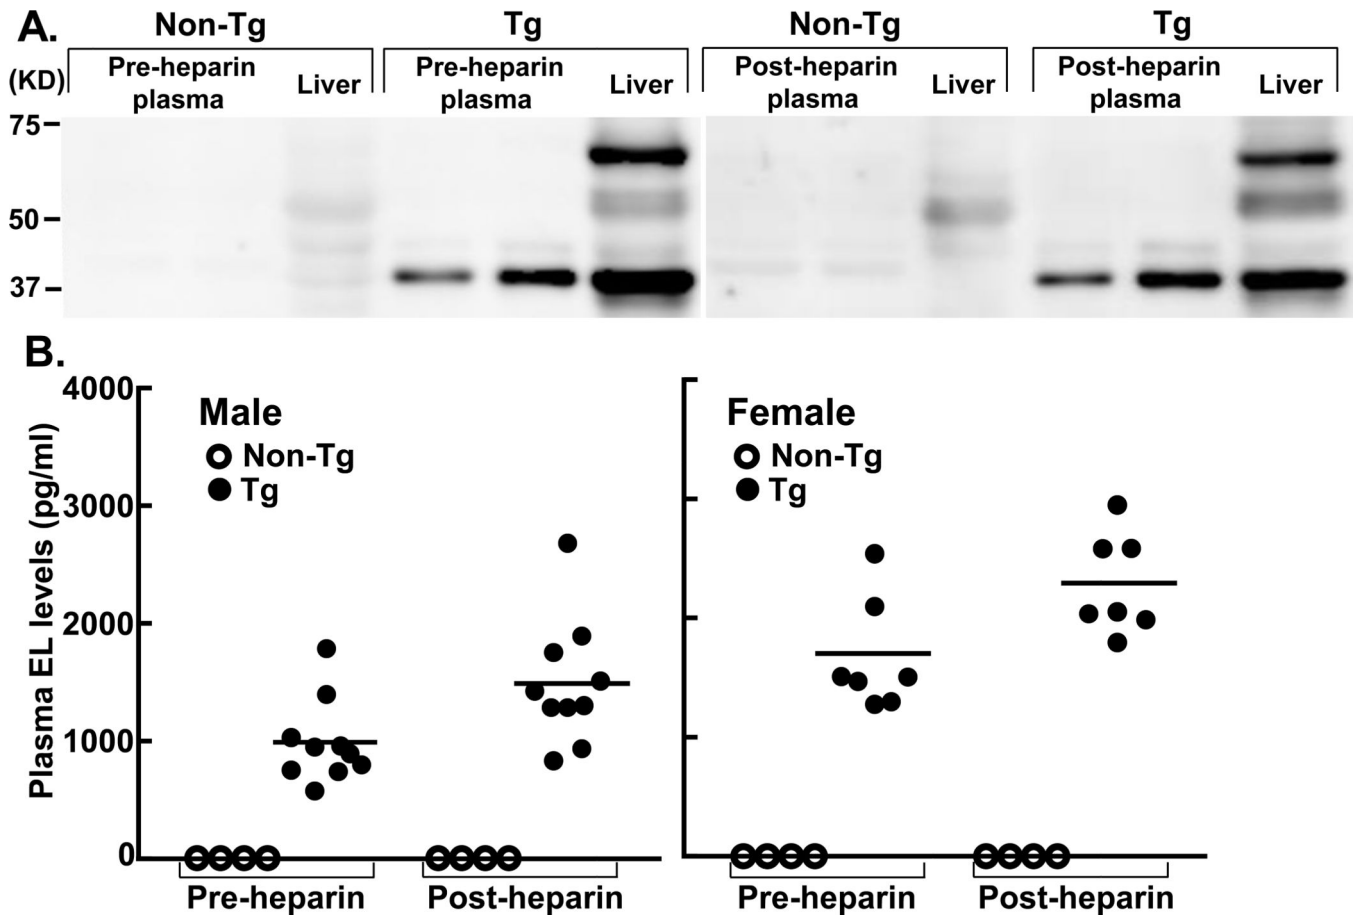 A.
Non-Tg Tg Non-Tg Tg
(KD) Pre-heparin plasma Liver Pre-heparin plasma Liver Post-heparin plasma Liver Post-heparin plasma Liver
75
50
37
B.
Plasma EL levels (pg/ml)
4000
3000
2000
1000
0
Male
Non-Tg
Tg
Pre-heparin Post-heparin
Female
Non-Tg
Tg
Pre-heparin Post-heparin